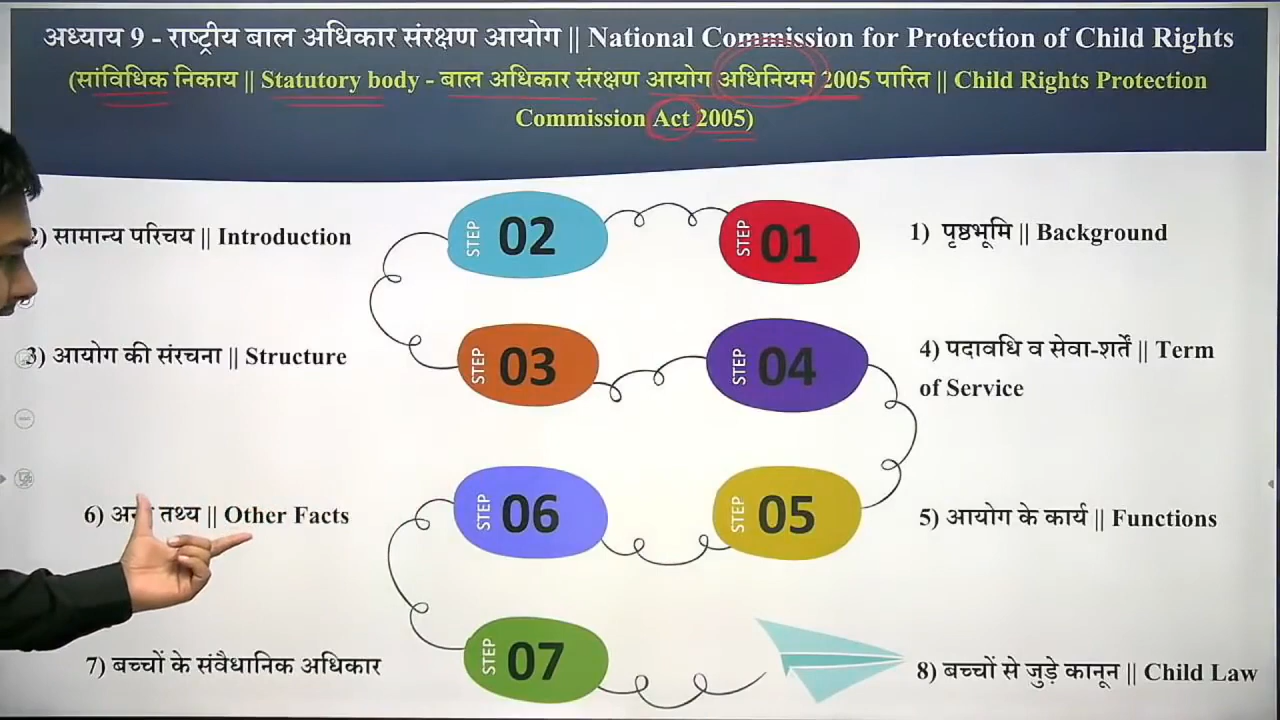 अध्याय 9 - राष्ट्रीय बाल अधिकार संरक्षण आयोग || National Commission for Protection of Child Rights
(सांविधिक निकाय || Statutory body - बाल अधिकार संरक्षण आयोग अधिनियम 2005 पारित || Child Rights Protection
Commission Act 2005)
STEP 01
1) पृष्ठभूमि || Background
STEP 02
2) सामान्य परिचय || Introduction
STEP 03
3) आयोग की संरचना || Structure
STEP 04
4) पदावधि व सेवा-शर्तें || Term
of Service
STEP 05
5) आयोग के कार्य || Functions
STEP 06
6) तथ्य || Other Facts
STEP 07
7) बच्चों के संवैधानिक अधिकार
8) बच्चों से जुड़े कानून || Child Law